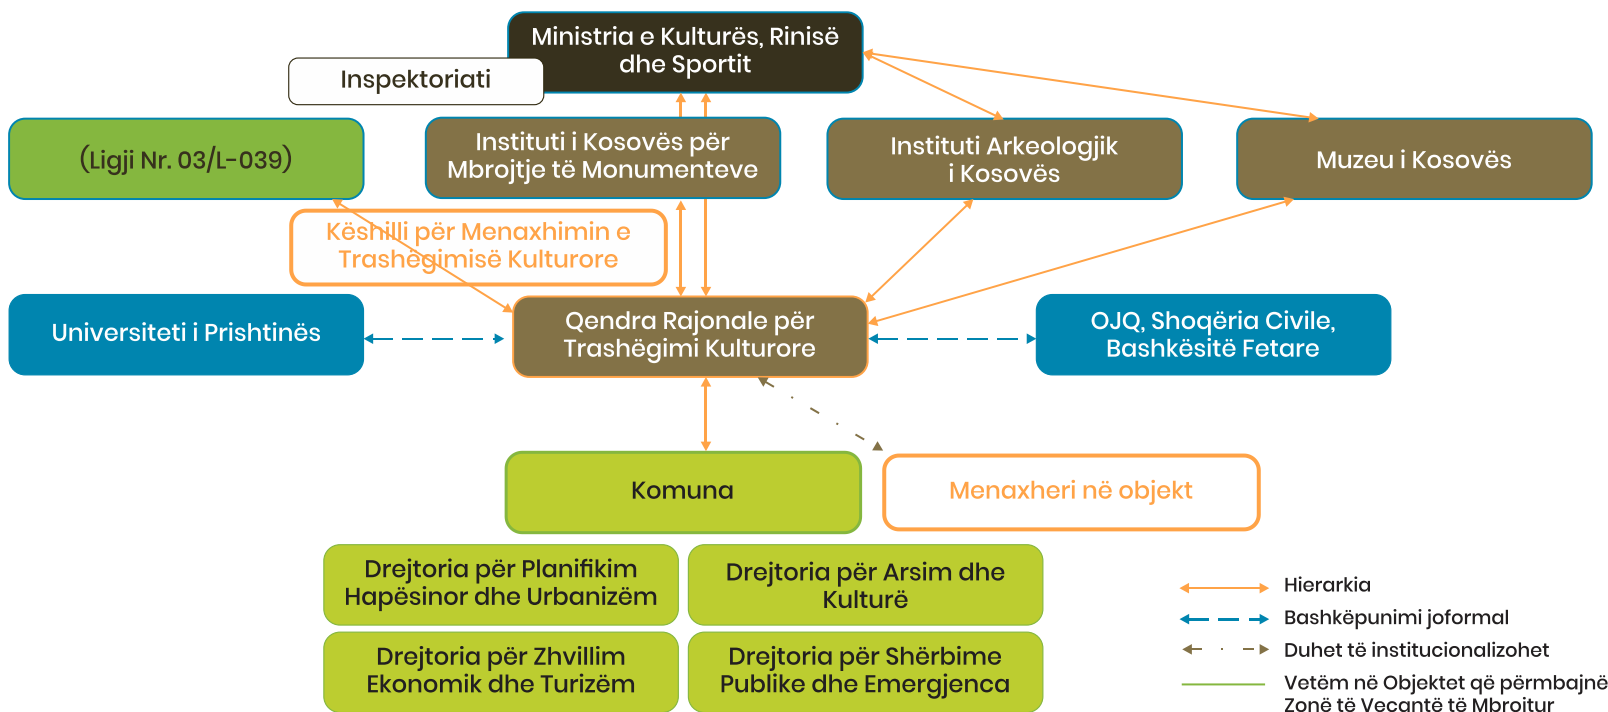 Ministria e Kulturës, Rinisë
dhe Sportit
Inspektoriati
(Ligji Nr. 03/L-039)
Instituti i Kosovës për
Mbrojtje të Monumenteve
Instituti Arkeologjik
i Kosovës
Muzeu i Kosovës
Këshilli për Menaxhimin e
Trashëgimisë Kulturore
Universiteti i Prishtinës
Qendra Rajonale për
Trashëgimi Kulturore
OJQ, Shoqëria Civile,
Bashkësitë Fetare
Komuna
Menaxheri në objekt
Drejtoria për Planifikim
Hapësinor dhe Urbanizëm
Drejtoria për Arsim dhe
Kulturë
Drejtoria për Zhvillim
Ekonomik dhe Turizëm
Drejtoria për Shërbime
Publike dhe Emergjenca
Hierarkia
Bashkëpunimi joformal
Duhet të institucionalizohet
Vetëm në Objektet që përmbajnë
Zonë të Veçantë të Mbrojtur